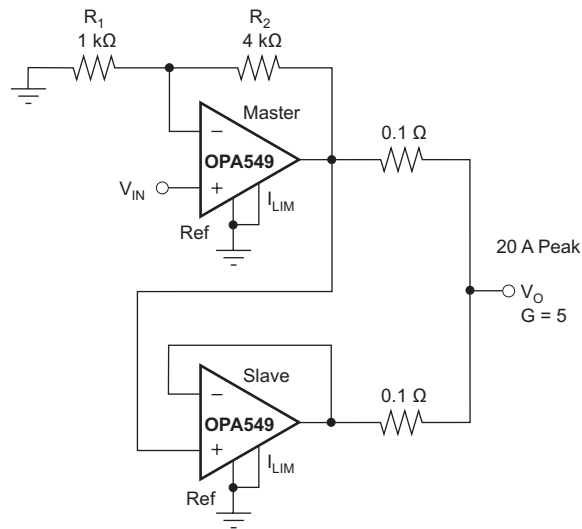 R1
1 kΩ
R2
4 kΩ
Master
−
OPA549
+
VIN
ILIM
Ref
0.1 Ω
20 A Peak
VO
G = 5
Slave
−
OPA549
+
ILIM
Ref
0.1 Ω